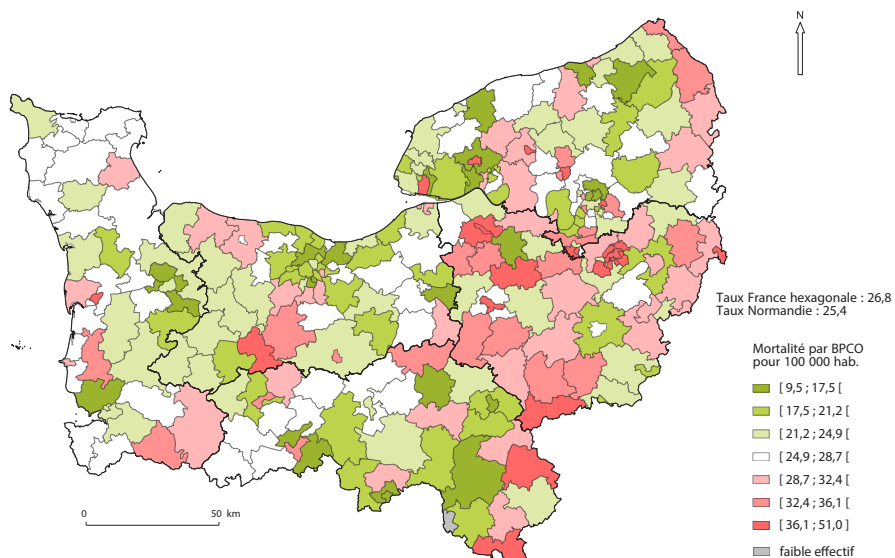 N
Taux France hexagonale : 26,8
Taux Normandie : 25,4
Mortalité par BPCO
pour 100 000 hab.
[ 9,5 ; 17,5 [
[ 17,5 ; 21,2 [
[ 21,2 ; 24,9 [
[ 24,9 ; 28,7 [
[ 28,7 ; 32,4 [
[ 32,4 ; 36,1 [
[ 36,1 ; 51,0 ]
faible effectif
0 50 km